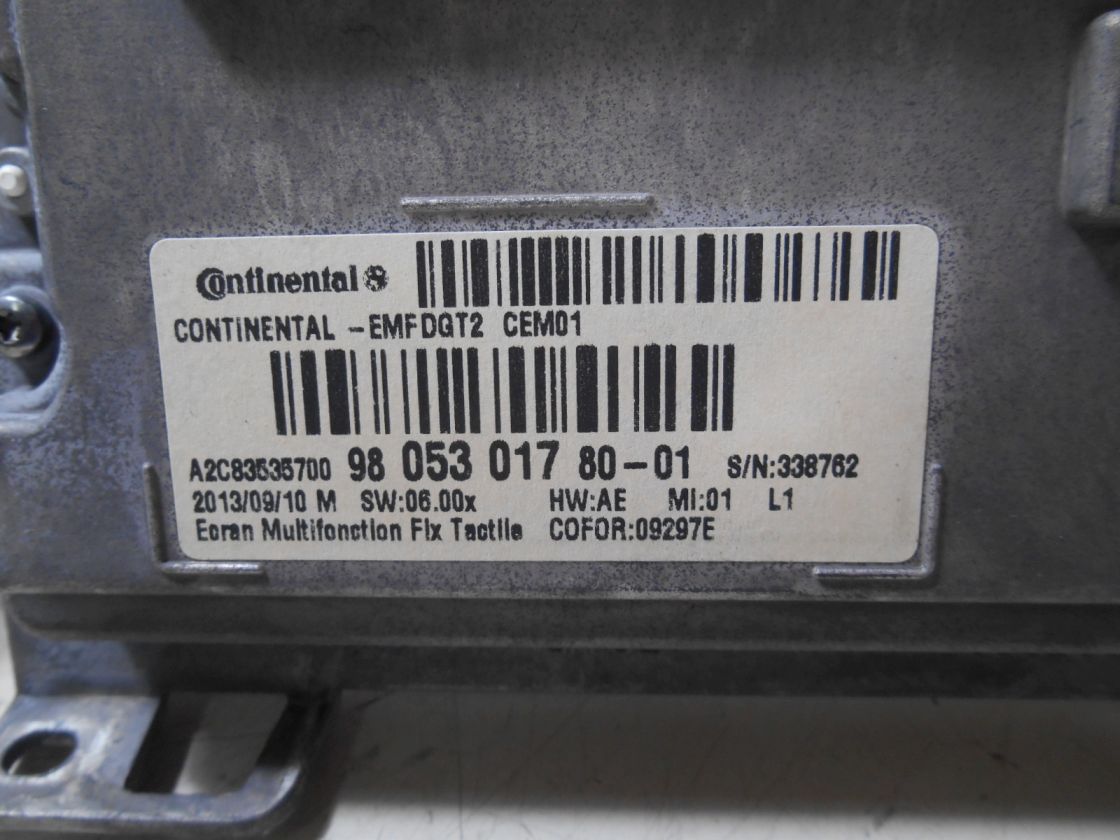 Continental
CONTINENTAL -EMFDGT2 CEM01
A2C83535700 98 053 017 80-01 S/N:338762
2013/09/10 M SW:06.00x HW:AE MI:01 L1
Ecran Multifonction Fix Tactile COFOR:09297E